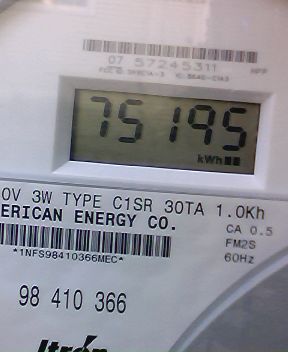 07 57245311
75195
kWh
0V 3W TYPE C1SR 30TA 1.0Kh
ERICAN ENERGY CO.
CA 0.5
FM2S
*1NFS98410366MEC*
60Hz
98 410 366
Itrón